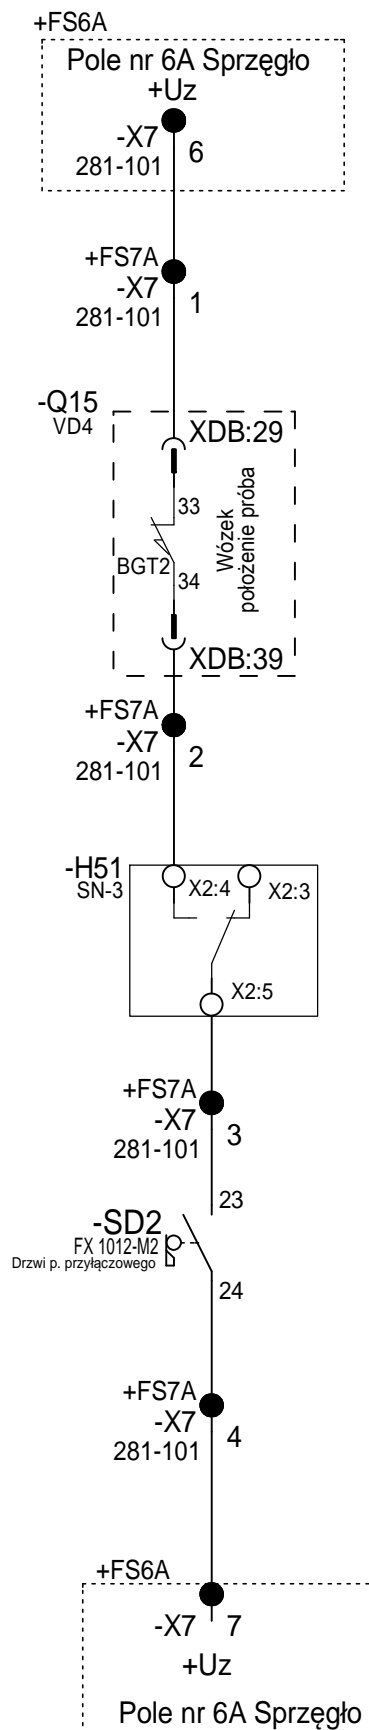 +FS6A
Pole nr 6A Sprzęgło
+Uz
-X7
281-101
6
+FS7A
-X7
281-101
1
-Q15
VD4
XDB:29
33
BGT2
34
Wózek
położenie próba
XDB:39
+FS7A
-X7
281-101
2
-H51
SN-3
X2:4
X2:3
X2:5
+FS7A
-X7
281-101
3
23
-SD2
FX 1012-M2
Drzwi p. przyłączowego
24
+FS7A
-X7
281-101
4
+FS6A
-X7 7
+Uz
Pole nr 6A Sprzęgło